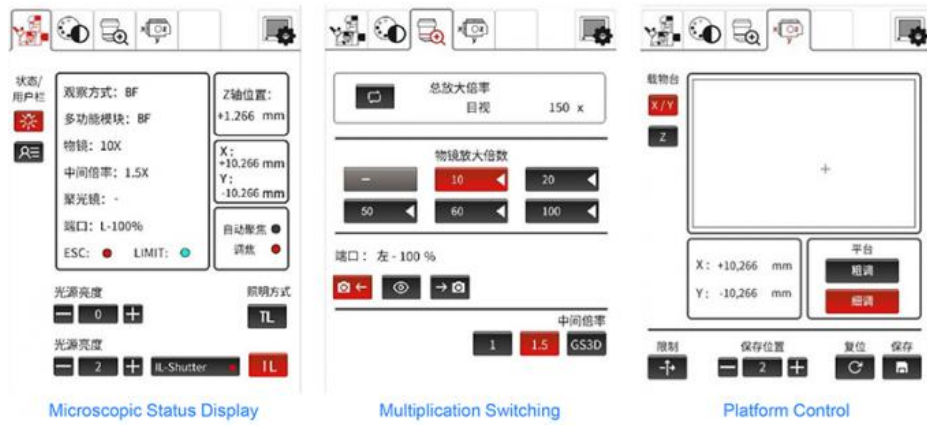 状态/
用户栏
观察方式: BF
多功能模块: BF
物镜: 10X
中间倍率: 1.5X
聚光镜: -
端口: L-100%
ESC: LIMIT:
Z轴位置:
+1.266 mm
X:
+10.266 mm
Y:
-10.266 mm
自动聚焦
调焦
光源亮度
照明方式
- 0 + TL
光源亮度
- 2 + IL-Shutter IL
Microscopic Status Display
总放大倍率
目视 150 x
物镜放大倍数
- 10 20
50 60 100
端口: 左 - 100 %
中间倍率
1 1.5 GS3D
Multiplication Switching
载物台
X/Y
Z
X: +10,266 mm
Y: -10,266 mm
平台
粗调
细调
限制 保存位置 复位 保存
- 2 +
Platform Control